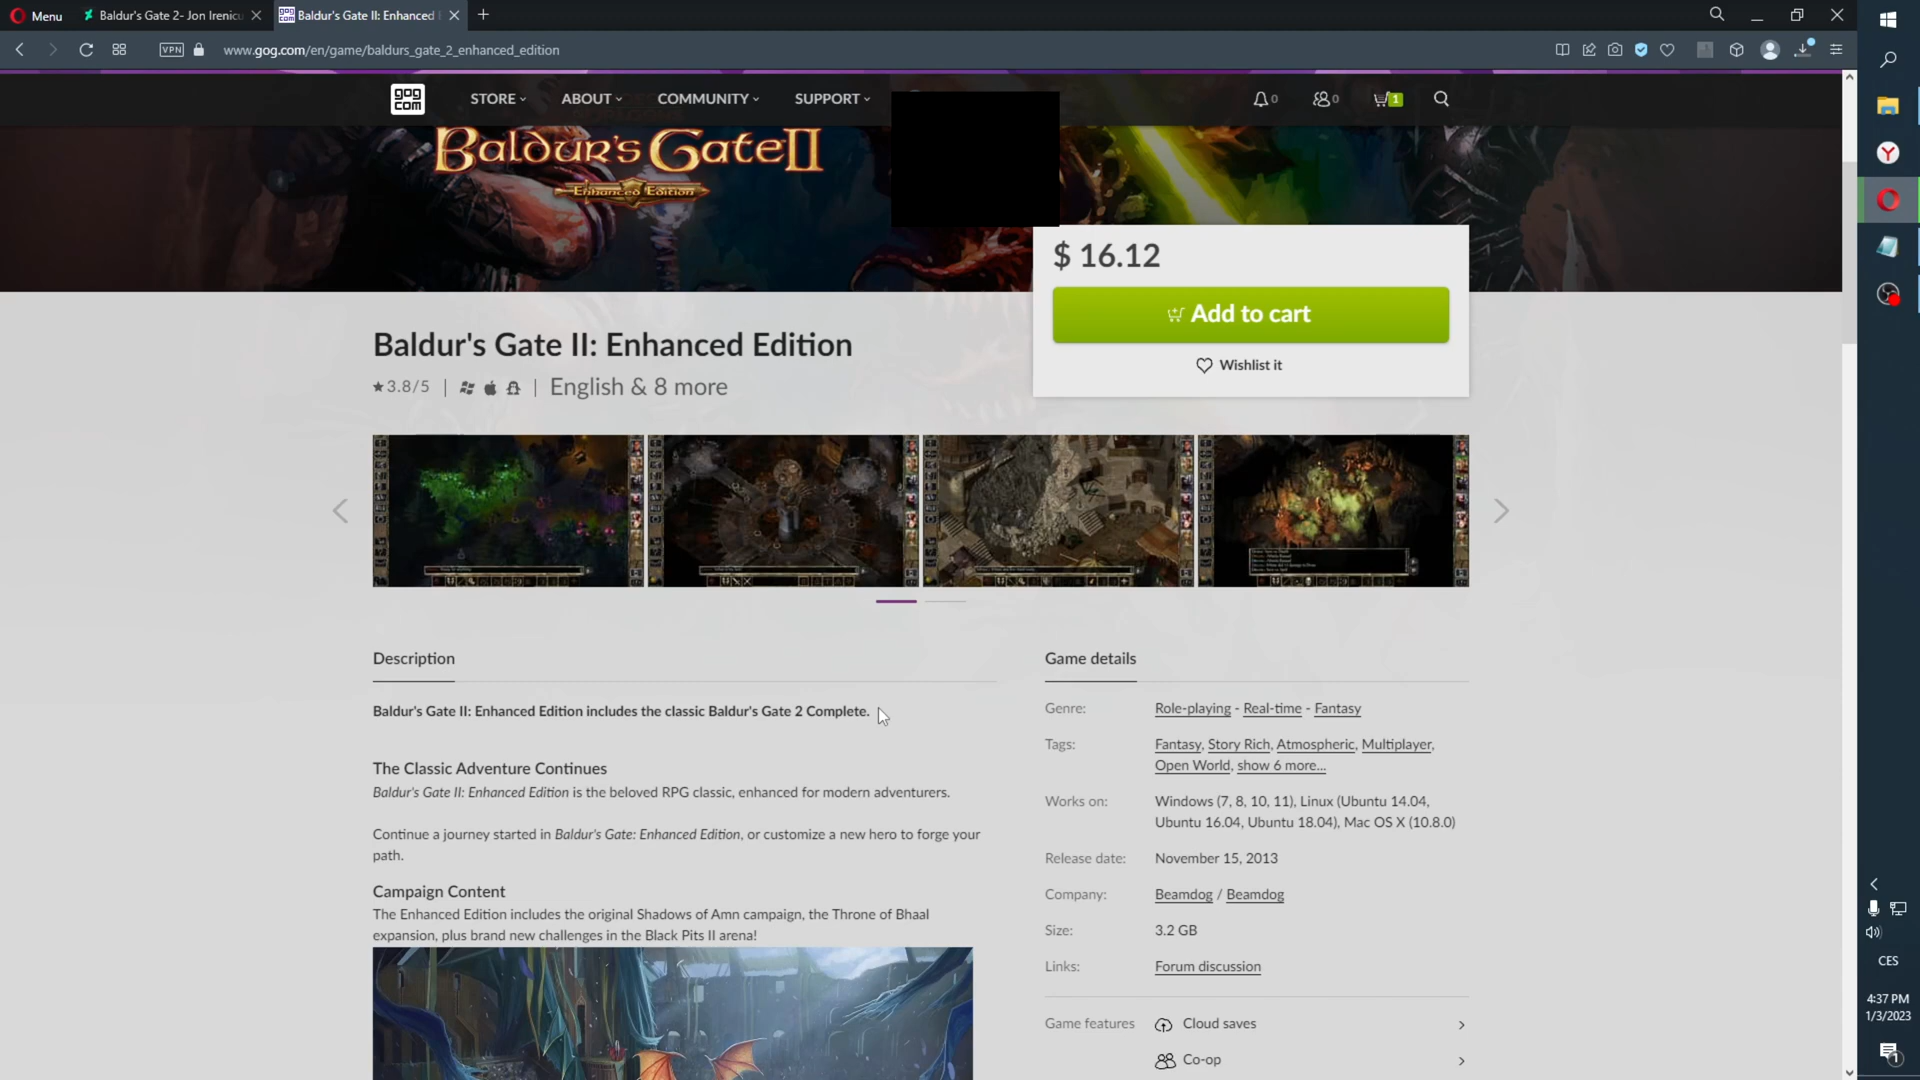 Menu
Baldur's Gate 2- Jon Irenicu
Baldur's Gate II: Enhanced
VPN
www.gog.com/en/game/baldurs_gate_2_enhanced_edition
gog
com
STORE
ABOUT
COMMUNITY
SUPPORT
0
0
1
Baldur's Gate II
Enhanced Edition
$ 16.12
Add to cart
Wishlist it
Baldur's Gate II: Enhanced Edition
3.8/5 | | English & 8 more
Description
Baldur's Gate II: Enhanced Edition includes the classic Baldur's Gate 2 Complete.
The Classic Adventure Continues
Baldur's Gate II: Enhanced Edition is the beloved RPG classic, enhanced for modern adventurers.
Continue a journey started in Baldur's Gate: Enhanced Edition, or customize a new hero to forge your
path.
Campaign Content
The Enhanced Edition includes the original Shadows of Amn campaign, the Throne of Bhaal
expansion, plus brand new challenges in the Black Pits II arena!
Game details
Genre: Role-playing - Real-time - Fantasy
Tags: Fantasy, Story Rich, Atmospheric, Multiplayer,
Open World, show 6 more...
Works on: Windows (7, 8, 10, 11), Linux (Ubuntu 14.04,
Ubuntu 16.04, Ubuntu 18.04), Mac OS X (10.8.0)
Release date: November 15, 2013
Company: Beamdog / Beamdog
Size: 3.2 GB
Links: Forum discussion
Game features Cloud saves
Co-op
CES
4:37 PM
1/3/2023
1